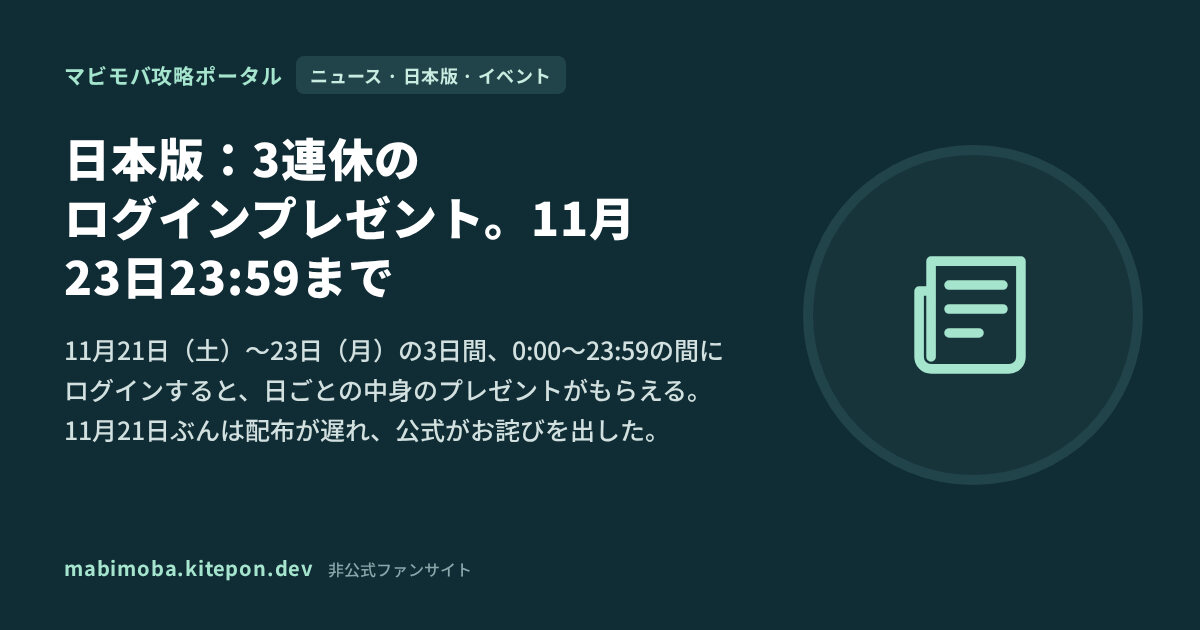 マビモバ攻略ポータル
ニュース・日本版・イベント
日本版：3連休の
ログインプレゼント。11月
23日23:59まで
11月21日（土）〜23日（月）の3日間、0:00〜23:59の間に
ログインすると、日ごとの中身のプレゼントがもらえる。
11月21日ぶんは配布が遅れ、公式がお詫びを出した。
mabimoba.kitepon.dev 非公式ファンサイト